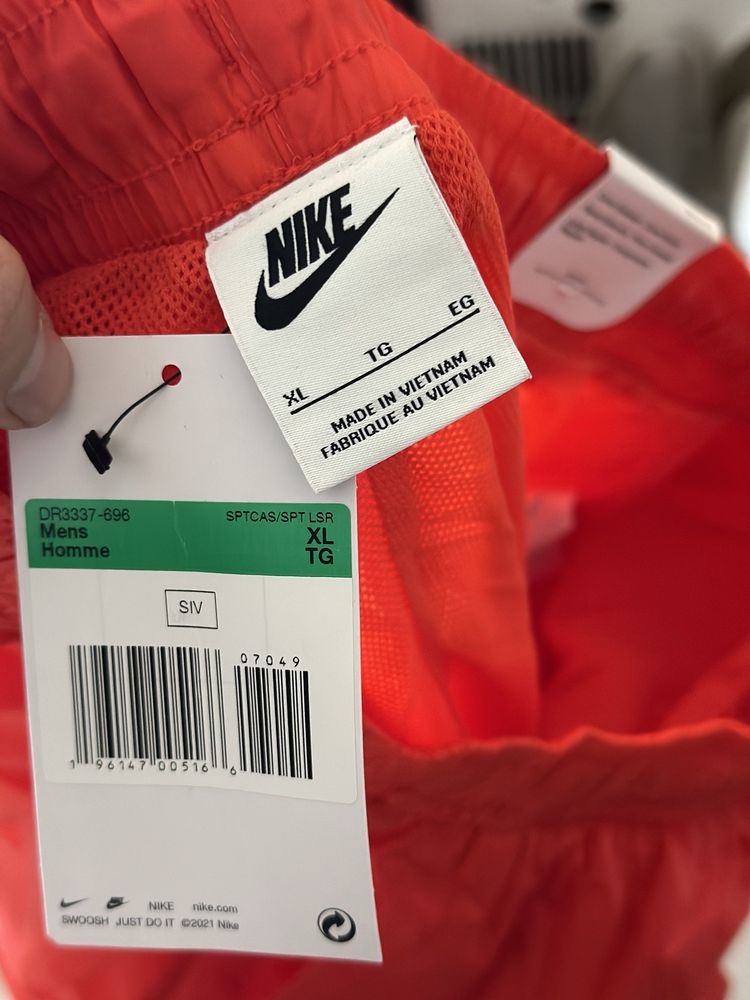 NIKE
XL TG EG
MADE IN VIETNAM
FABRIQUE AU VIETNAM
DR3337-696 SPTCAS/SPT LSR
Mens XL
Homme TG
SIV
07049
1 96147 00516 6
NIKE nike.com
SWOOSH JUST DO IT ©2021 Nike